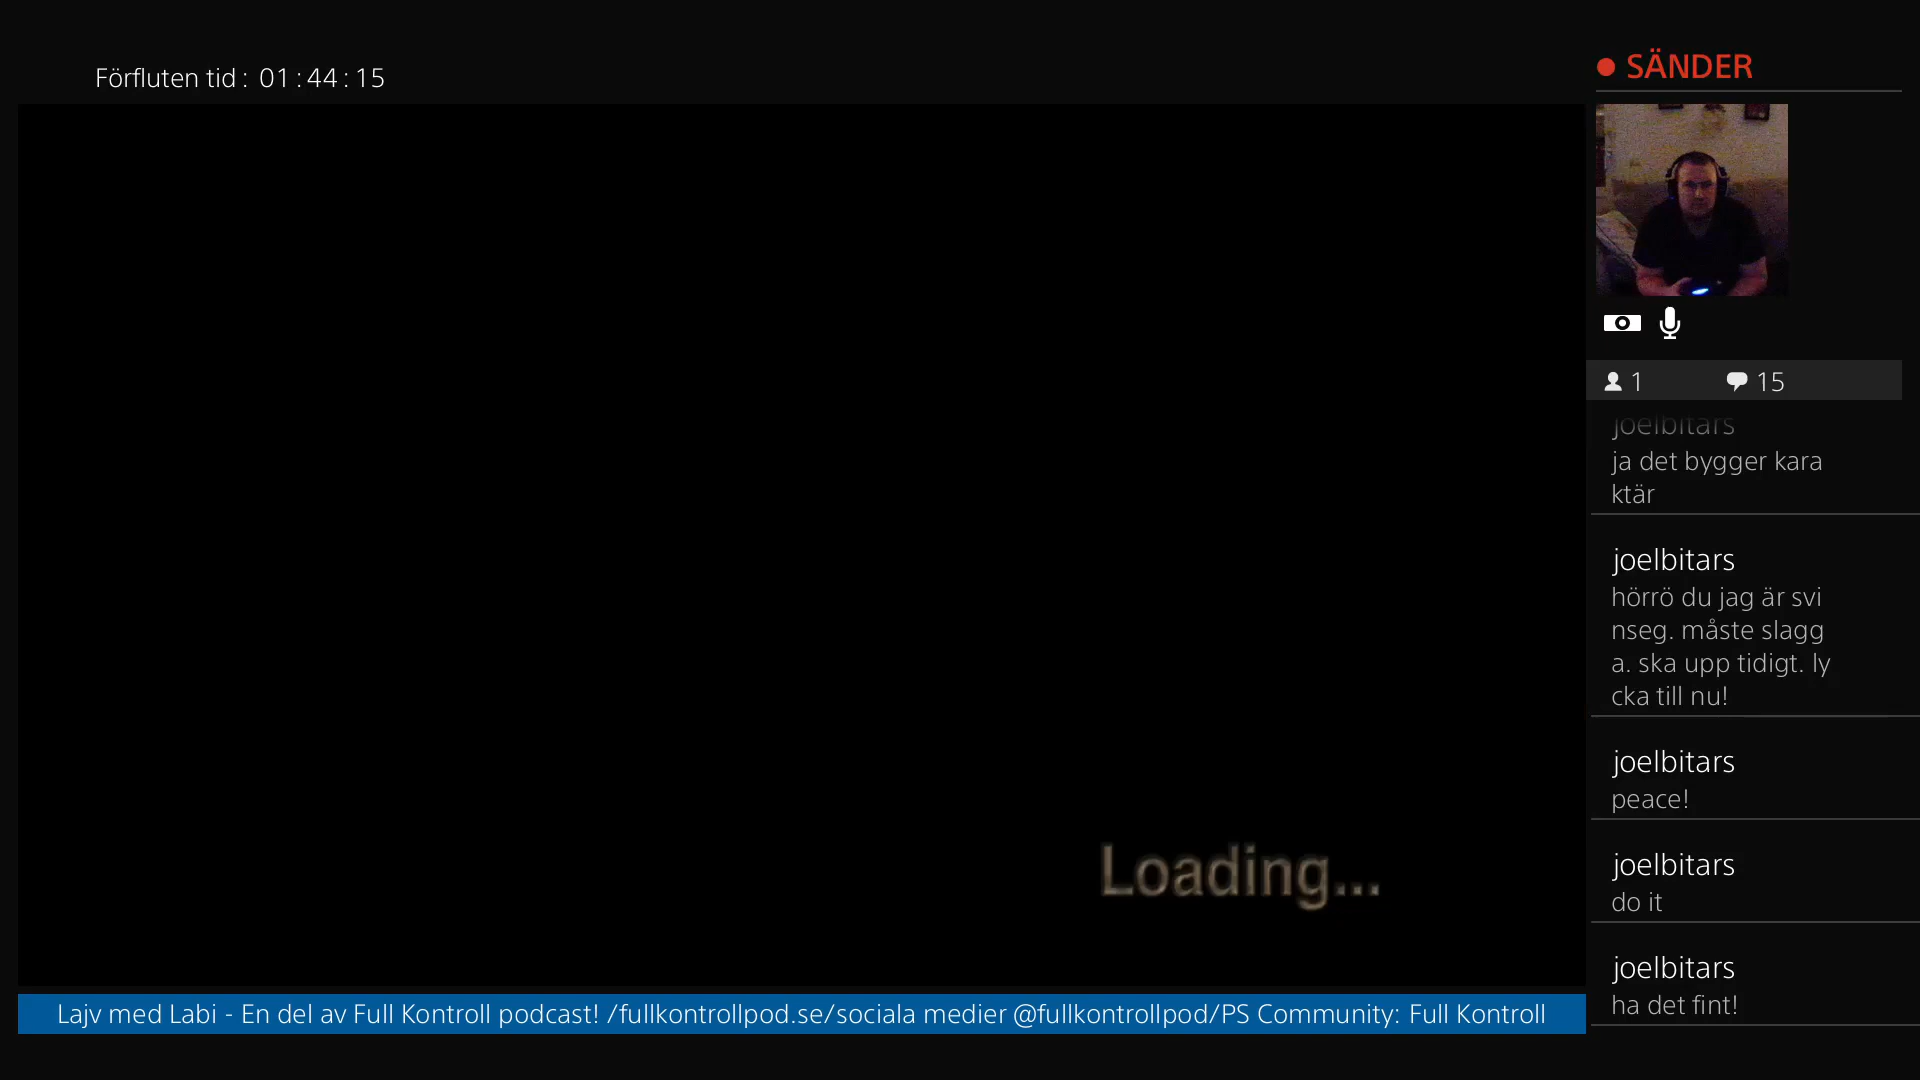 Förfluten tid : 01 : 44 : 15
SÄNDER
1 15
joelbitars
ja det bygger kara
ktär
joelbitars
hörrö du jag är svi
nseg. måste slagg
a. ska upp tidigt. ly
cka till nu!
joelbitars
peace!
joelbitars
do it
joelbitars
ha det fint!
Loading...
Lajv med Labi - En del av Full Kontroll podcast! /fullkontrollpod.se/sociala medier @fullkontrollpod/PS Community: Full Kontroll